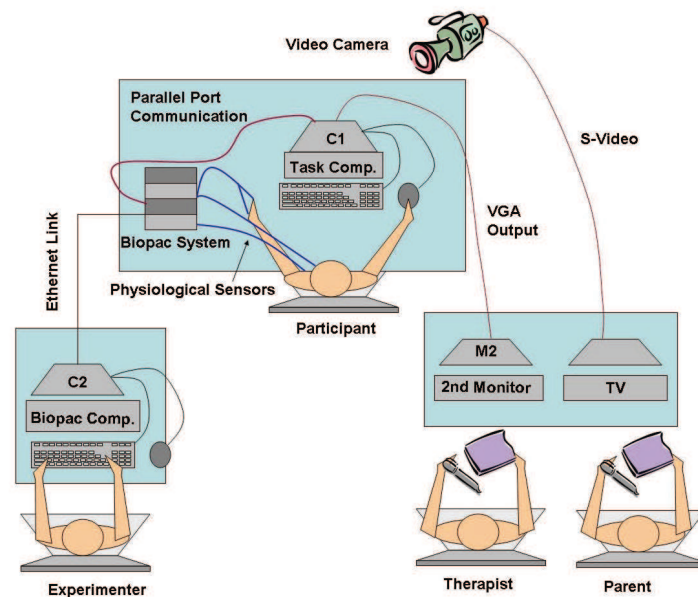 Video Camera
Parallel Port
Communication
C1
Task Comp.
S-Video
VGA
Output
Biopac System
Ethernet Link
Physiological Sensors
Participant
C2
Biopac Comp.
M2
2nd Monitor
TV
Experimenter
Therapist
Parent